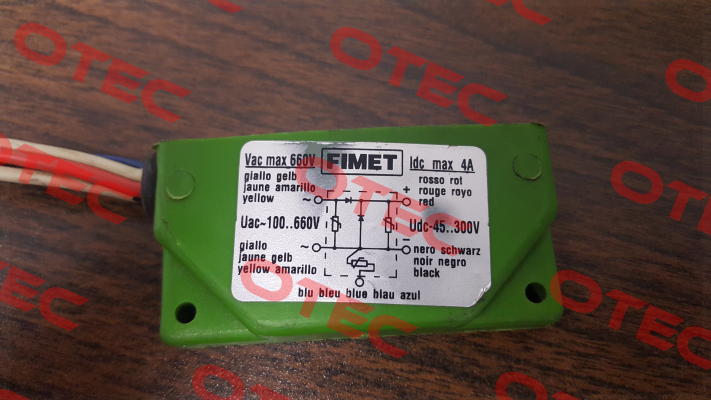 OTEC
OTEC
OTEC
OTEC
Vac max 660V FIMET Idc max 4A
giallo gelb rosso rot
jaune amarillo + rouge royo
yellow ~ red
Uac~100..660V Udc-45..300V
giallo ~ − nero schwarz
jaune gelb noir negro
yellow amarillo black
blu bleu blue blau azul
OTEC
OTEC
OTEC
OTEC
OTEC